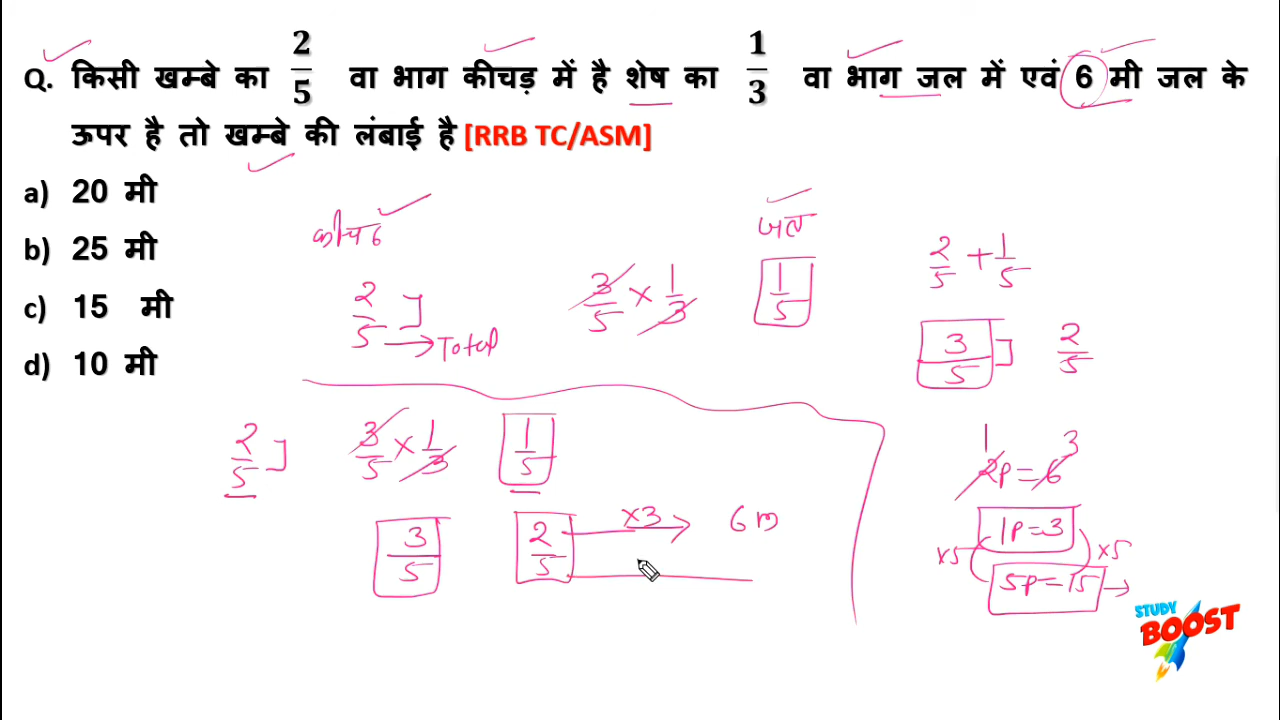 Q. किसी खम्बे का 2/5 वा भाग कीचड़ में है शेष का 1/3 वा भाग जल में एवं 6 मी जल के
ऊपर है तो खम्बे की लंबाई है [RRB TC/ASM]
a) 20 मी
b) 25 मी
c) 15 मी
d) 10 मी
कीचड़ जल
2/5 → Total 3/5 × 1/3 1/5 2/5 + 1/5
3/5 2/5
2/5 3/5 × 1/3 1/5
3/5 2/5 ×3 → 6 m
1 3
2P = 6
1P = 3
×5 ×5
5P = 15 →
STUDY
BOOST